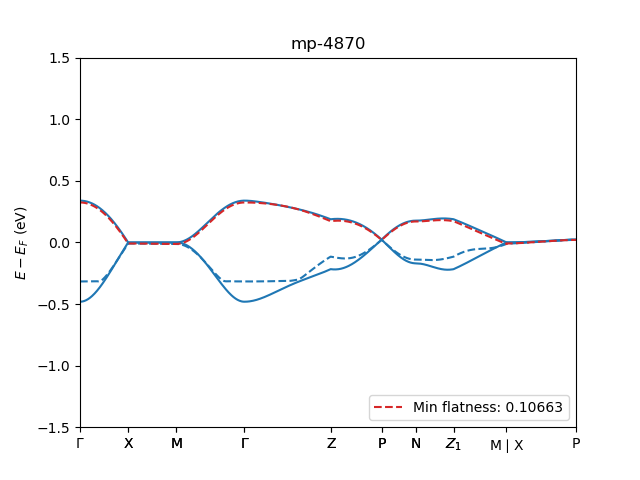 mp-4870
1.5
1.0
0.5
0.0
−0.5
−1.0
−1.5
E − E_F (eV)
Min flatness: 0.10663
Γ X M Γ Z P N Z₁ M | X P